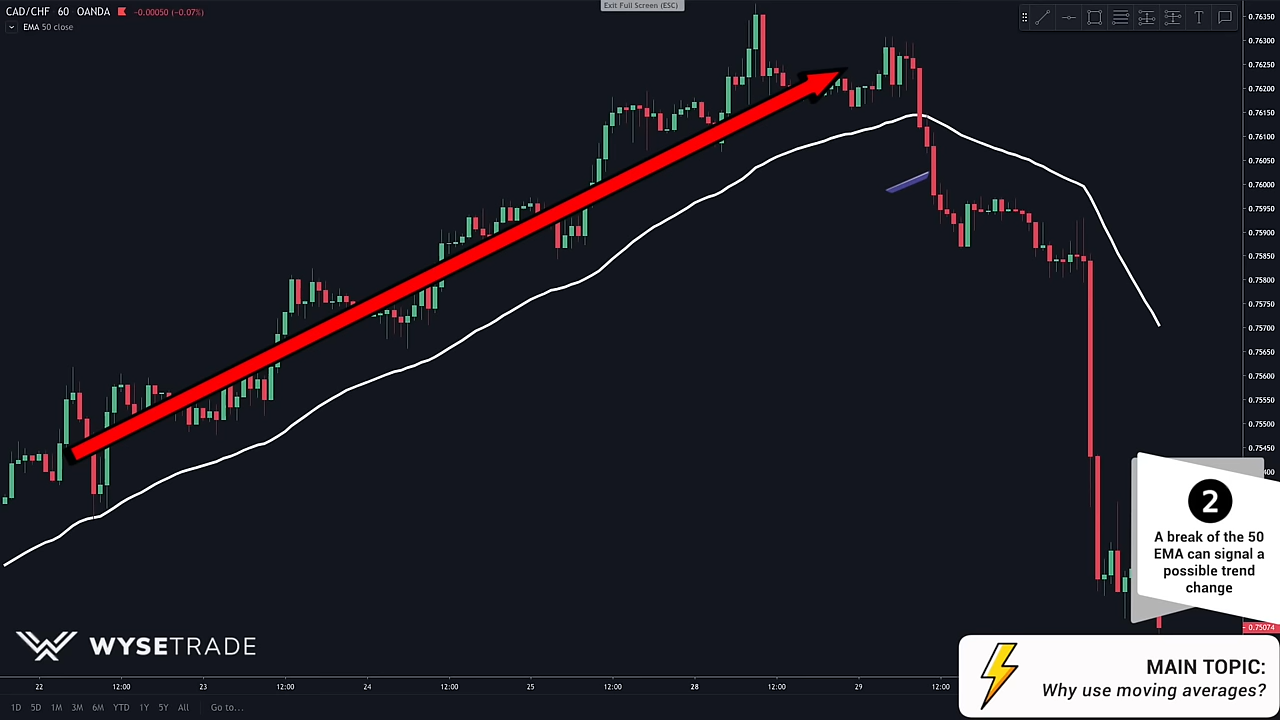 Exit Full Screen (ESC)
CAD/CHF 60 OANDA -0.00050 (-0.07%)
EMA 50 close
T
0.76350
0.76300
0.76250
0.76200
0.76150
0.76100
0.76050
0.76000
0.75950
0.75900
0.75850
0.75800
0.75750
0.75700
0.75650
0.75600
0.75550
0.75500
0.75450
400
2
A break of the 50
EMA can signal a
possible trend
change
0.75074
WYSETRADE
MAIN TOPIC:
Why use moving averages?
22 12:00 23 12:00 24 12:00 25 12:00 28 12:00 29 12:00
1D 5D 1M 3M 6M YTD 1Y 5Y All Go to...